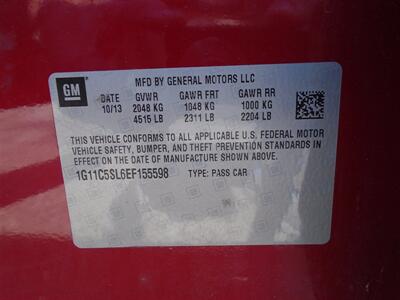 GM
MFD BY GENERAL MOTORS LLC
DATE GVWR GAWR FRT GAWR RR
10/13 2048 KG 1048 KG 1000 KG
4515 LB 2311 LB 2204 LB
THIS VEHICLE CONFORMS TO ALL APPLICABLE U.S. FEDERAL MOTOR
VEHICLE SAFETY, BUMPER, AND THEFT PREVENTION STANDARDS IN
EFFECT ON THE DATE OF MANUFACTURE SHOWN ABOVE.
1G11C5SL6EF155598 TYPE: PASS CAR